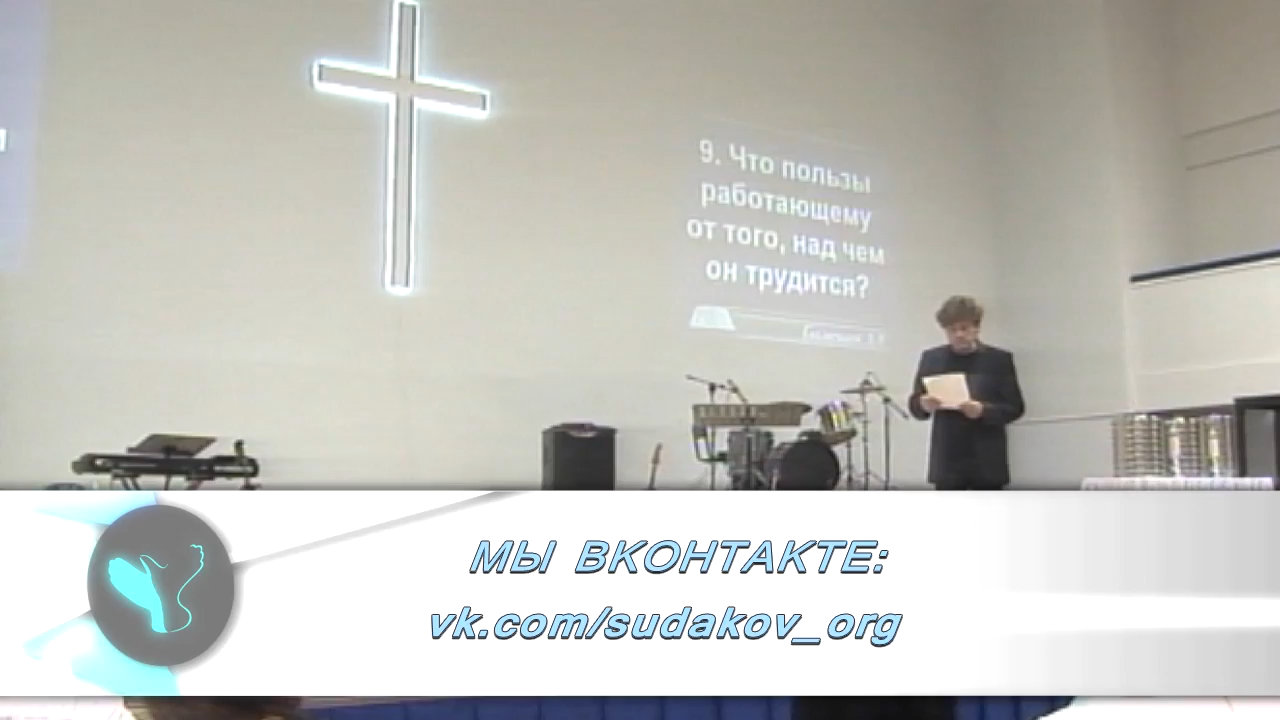 9. Что пользы
работающему
от того, над чем
он трудится?
МЫ ВКОНТАКТЕ:
vk.com/sudakov_org